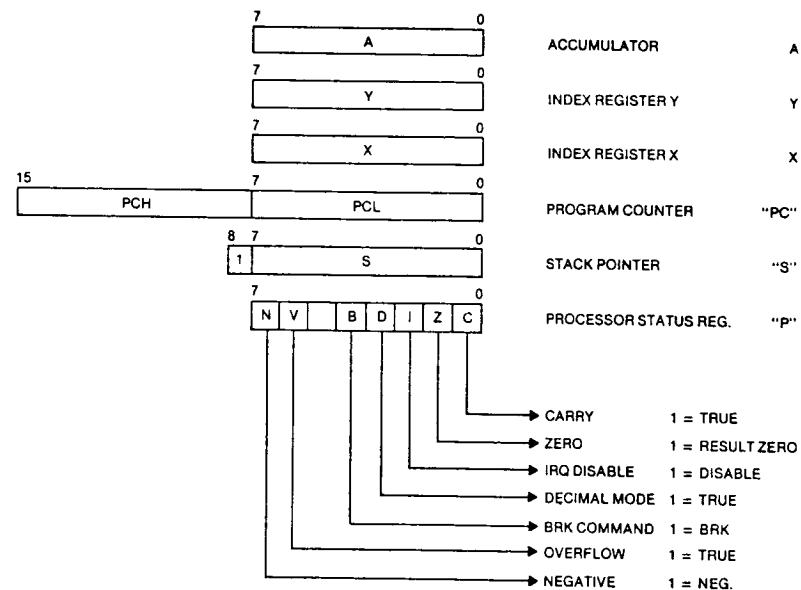 7 0
A ACCUMULATOR A
7 0
Y INDEX REGISTER Y Y
7 0
X INDEX REGISTER X X
15 7 0
PCH PCL PROGRAM COUNTER "PC"
8 7 0
1 S STACK POINTER "S"
7 0
N V B D I Z C PROCESSOR STATUS REG. "P"
CARRY 1 = TRUE
ZERO 1 = RESULT ZERO
IRQ DISABLE 1 = DISABLE
DECIMAL MODE 1 = TRUE
BRK COMMAND 1 = BRK
OVERFLOW 1 = TRUE
NEGATIVE 1 = NEG.